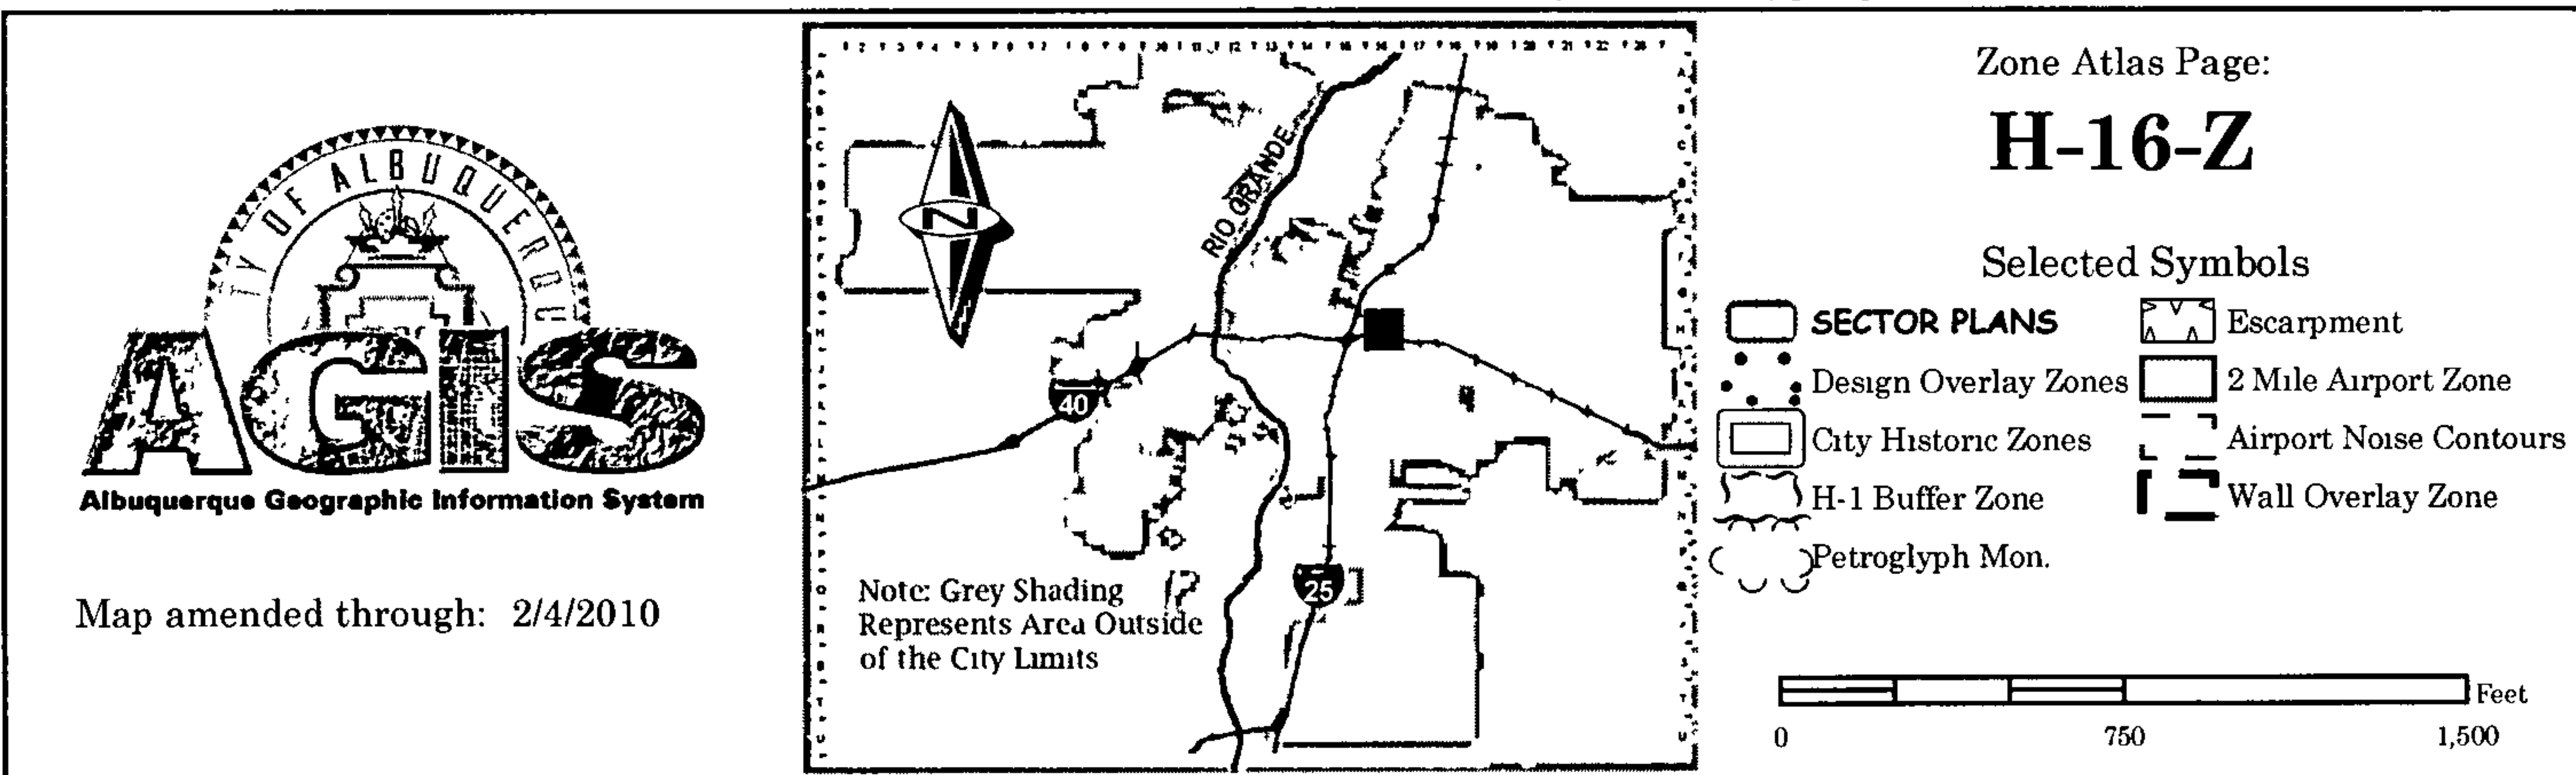 TY OF ALBUQUERQU
AGIS
Albuquerque Geographic Information System
Map amended through: 2/4/2010
RIO GRANDE
N
40
25
Note: Grey Shading
Represents Area Outside
of the City Limits
Zone Atlas Page:
H-16-Z
Selected Symbols
SECTOR PLANS
Design Overlay Zones
City Historic Zones
H-1 Buffer Zone
Petroglyph Mon.
Escarpment
2 Mile Airport Zone
Airport Noise Contours
Wall Overlay Zone
Feet
0 750 1,500